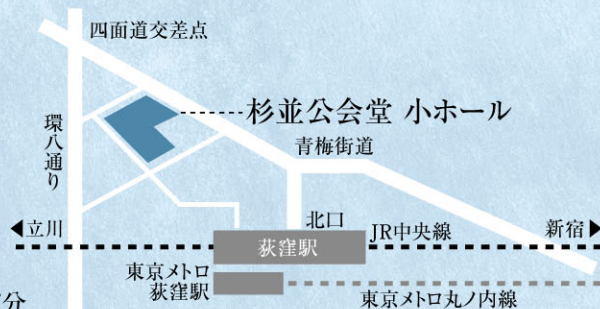 四面道交差点
杉並公会堂 小ホール
環八通り
青梅街道
北口
立川
JR中央線
新宿
荻窪駅
東京メトロ
荻窪駅
東京メトロ丸ノ内線
分